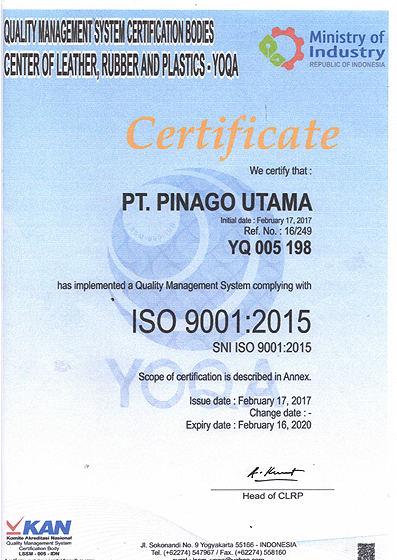 QUALITY MANAGEMENT SYSTEM CERTIFICATION BODIES
CENTER OF LEATHER, RUBBER AND PLASTICS - YOQA
Ministry of
Industry
REPUBLIC OF INDONESIA
Certificate
We certify that :
PT. PINAGO UTAMA
Initial date : February 17, 2017
Ref. No. : 16/249
YQ 005 198
has implemented a Quality Management System complying with
ISO 9001:2015
SNI ISO 9001:2015
YOQA
Scope of certification is described in Annex.
Issue date : February 17, 2017
Change date : -
Expiry date : February 16, 2020
Head of CLRP
KAN
Komite Akreditasi Nasional
Quality Management System
Certification Body
LSSM - 005 - IDN
Jl. Sokonandi No. 9 Yogyakarta 55166 - INDONESIA
Tel. (+62274) 547967 / Fax. (+62274) 558160